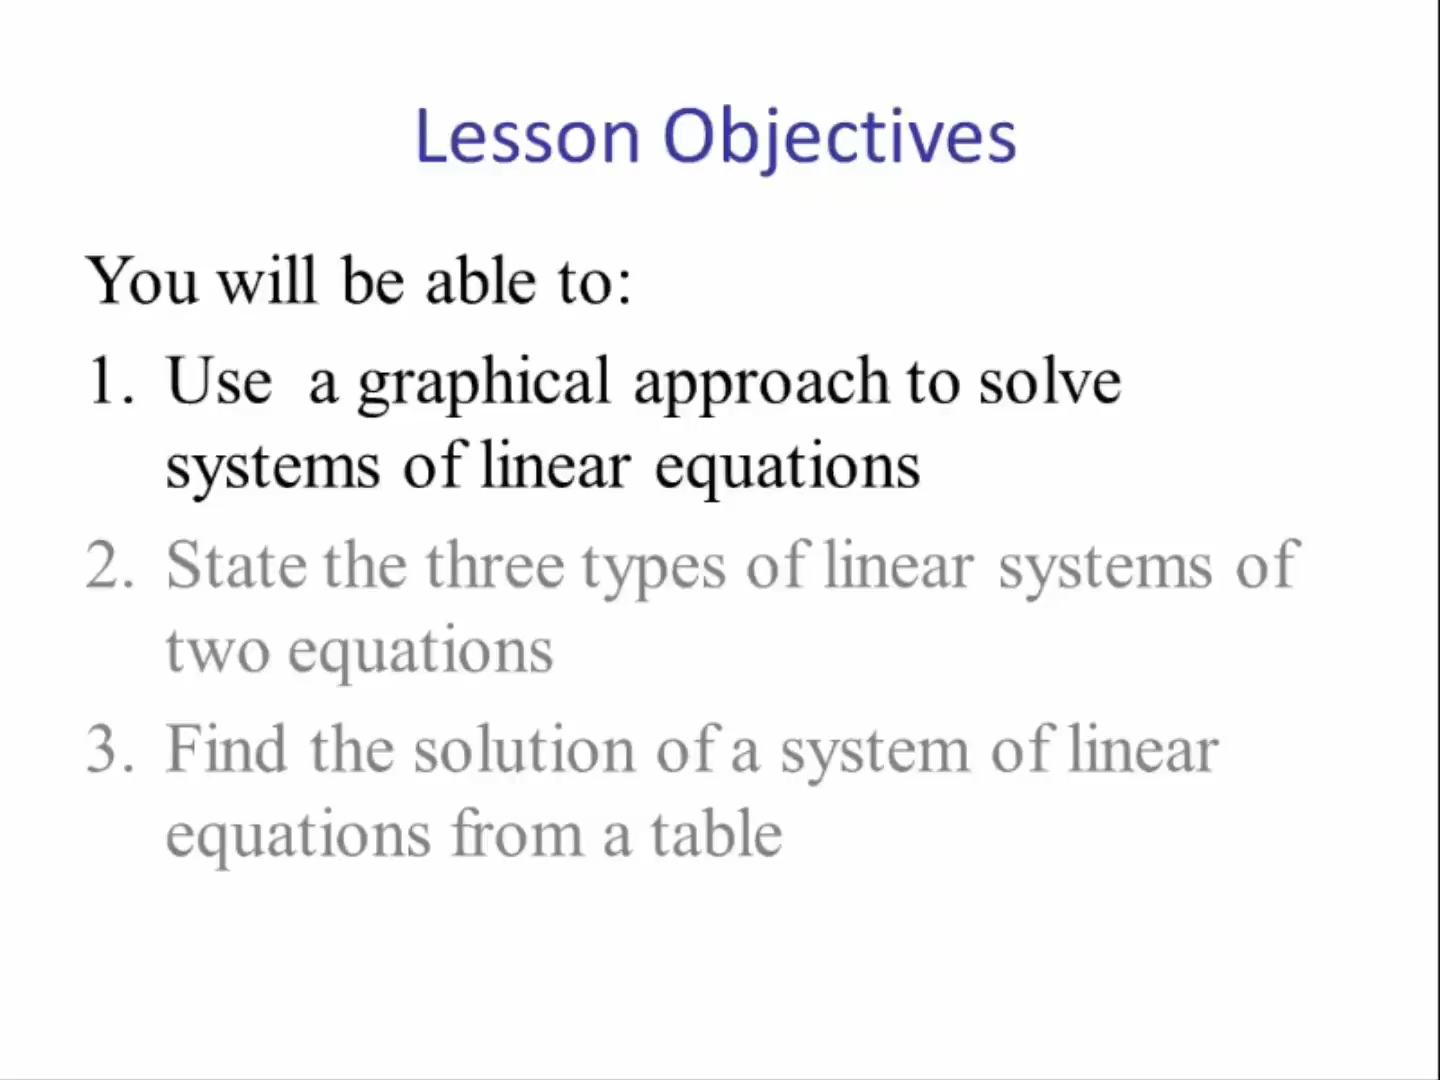 Lesson Objectives
You will be able to:
1. Use a graphical approach to solve
systems of linear equations
2. State the three types of linear systems of
two equations
3. Find the solution of a system of linear
equations from a table